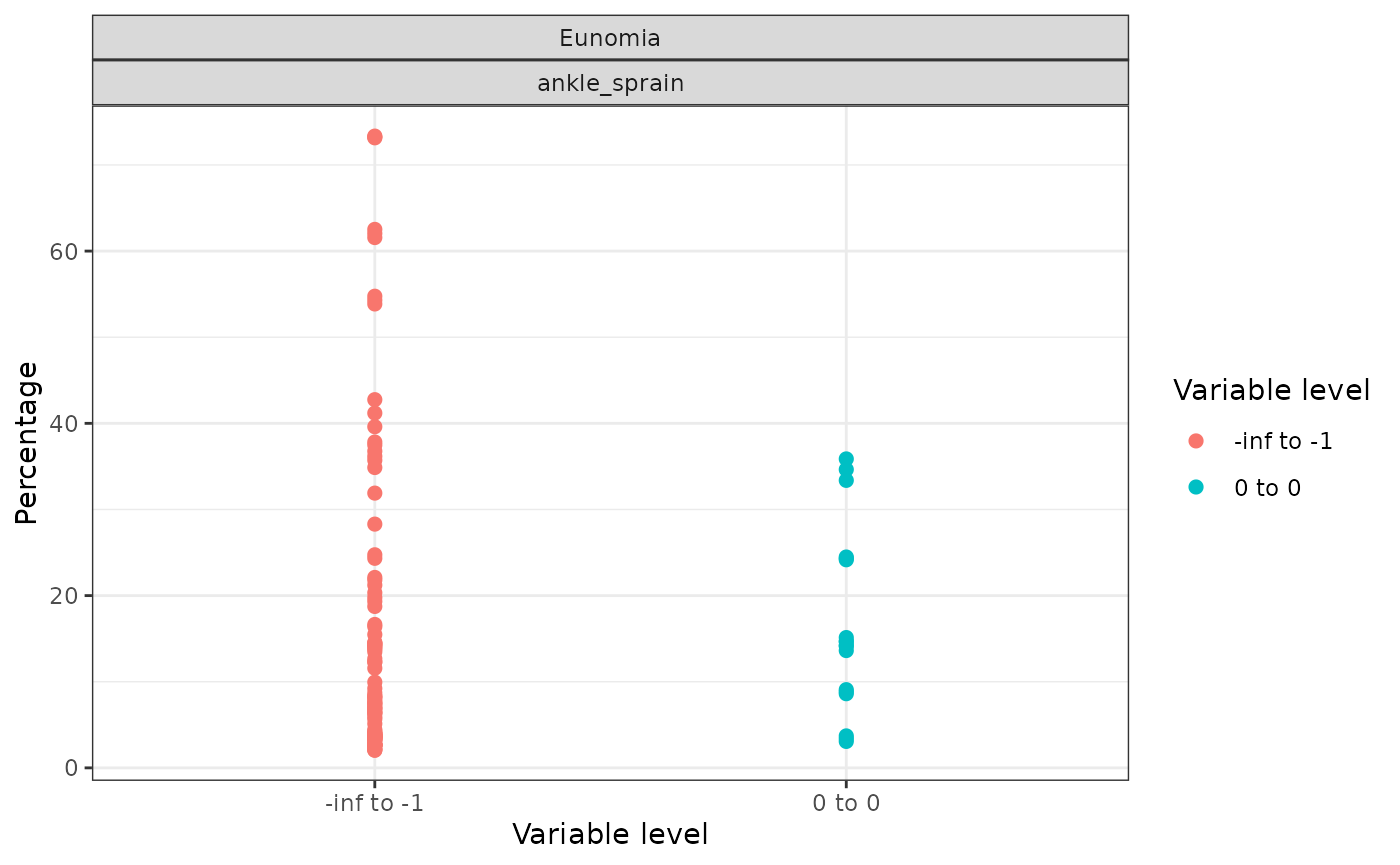 Eunomia
ankle_sprain
Percentage
60
40
20
0
-inf to -1
0 to 0
Variable level
Variable level
-inf to -1
0 to 0